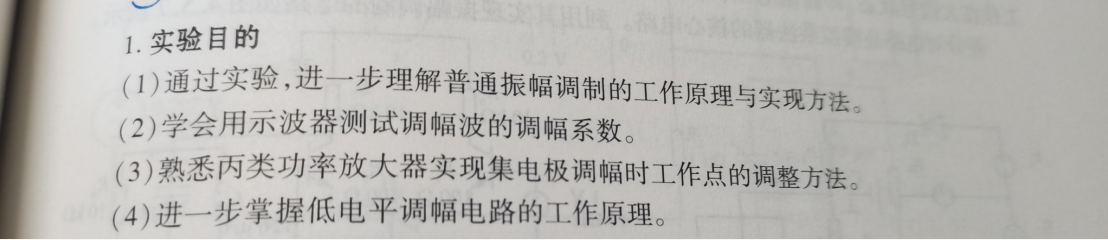 1. 实验目的
(1)通过实验,进一步理解普通振幅调制的工作原理与实现方法。
(2)学会用示波器测试调幅波的调幅系数。
(3)熟悉丙类功率放大器实现集电极调幅时工作点的调整方法。
(4)进一步掌握低电平调幅电路的工作原理。